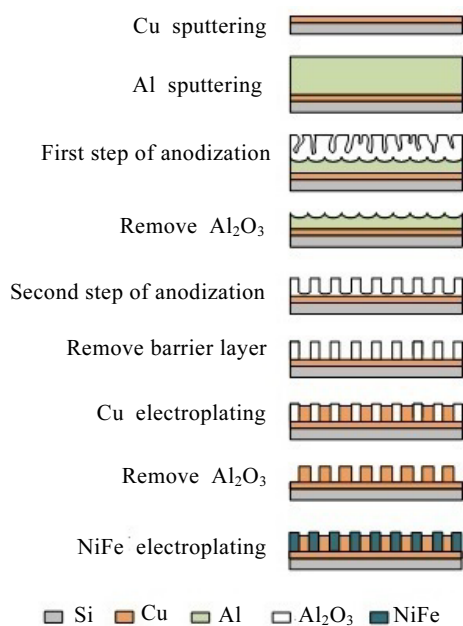 Cu sputtering
Al sputtering
First step of anodization
Remove Al₂O₃
Second step of anodization
Remove barrier layer
Cu electroplating
Remove Al₂O₃
NiFe electroplating
Si Cu Al Al₂O₃ NiFe